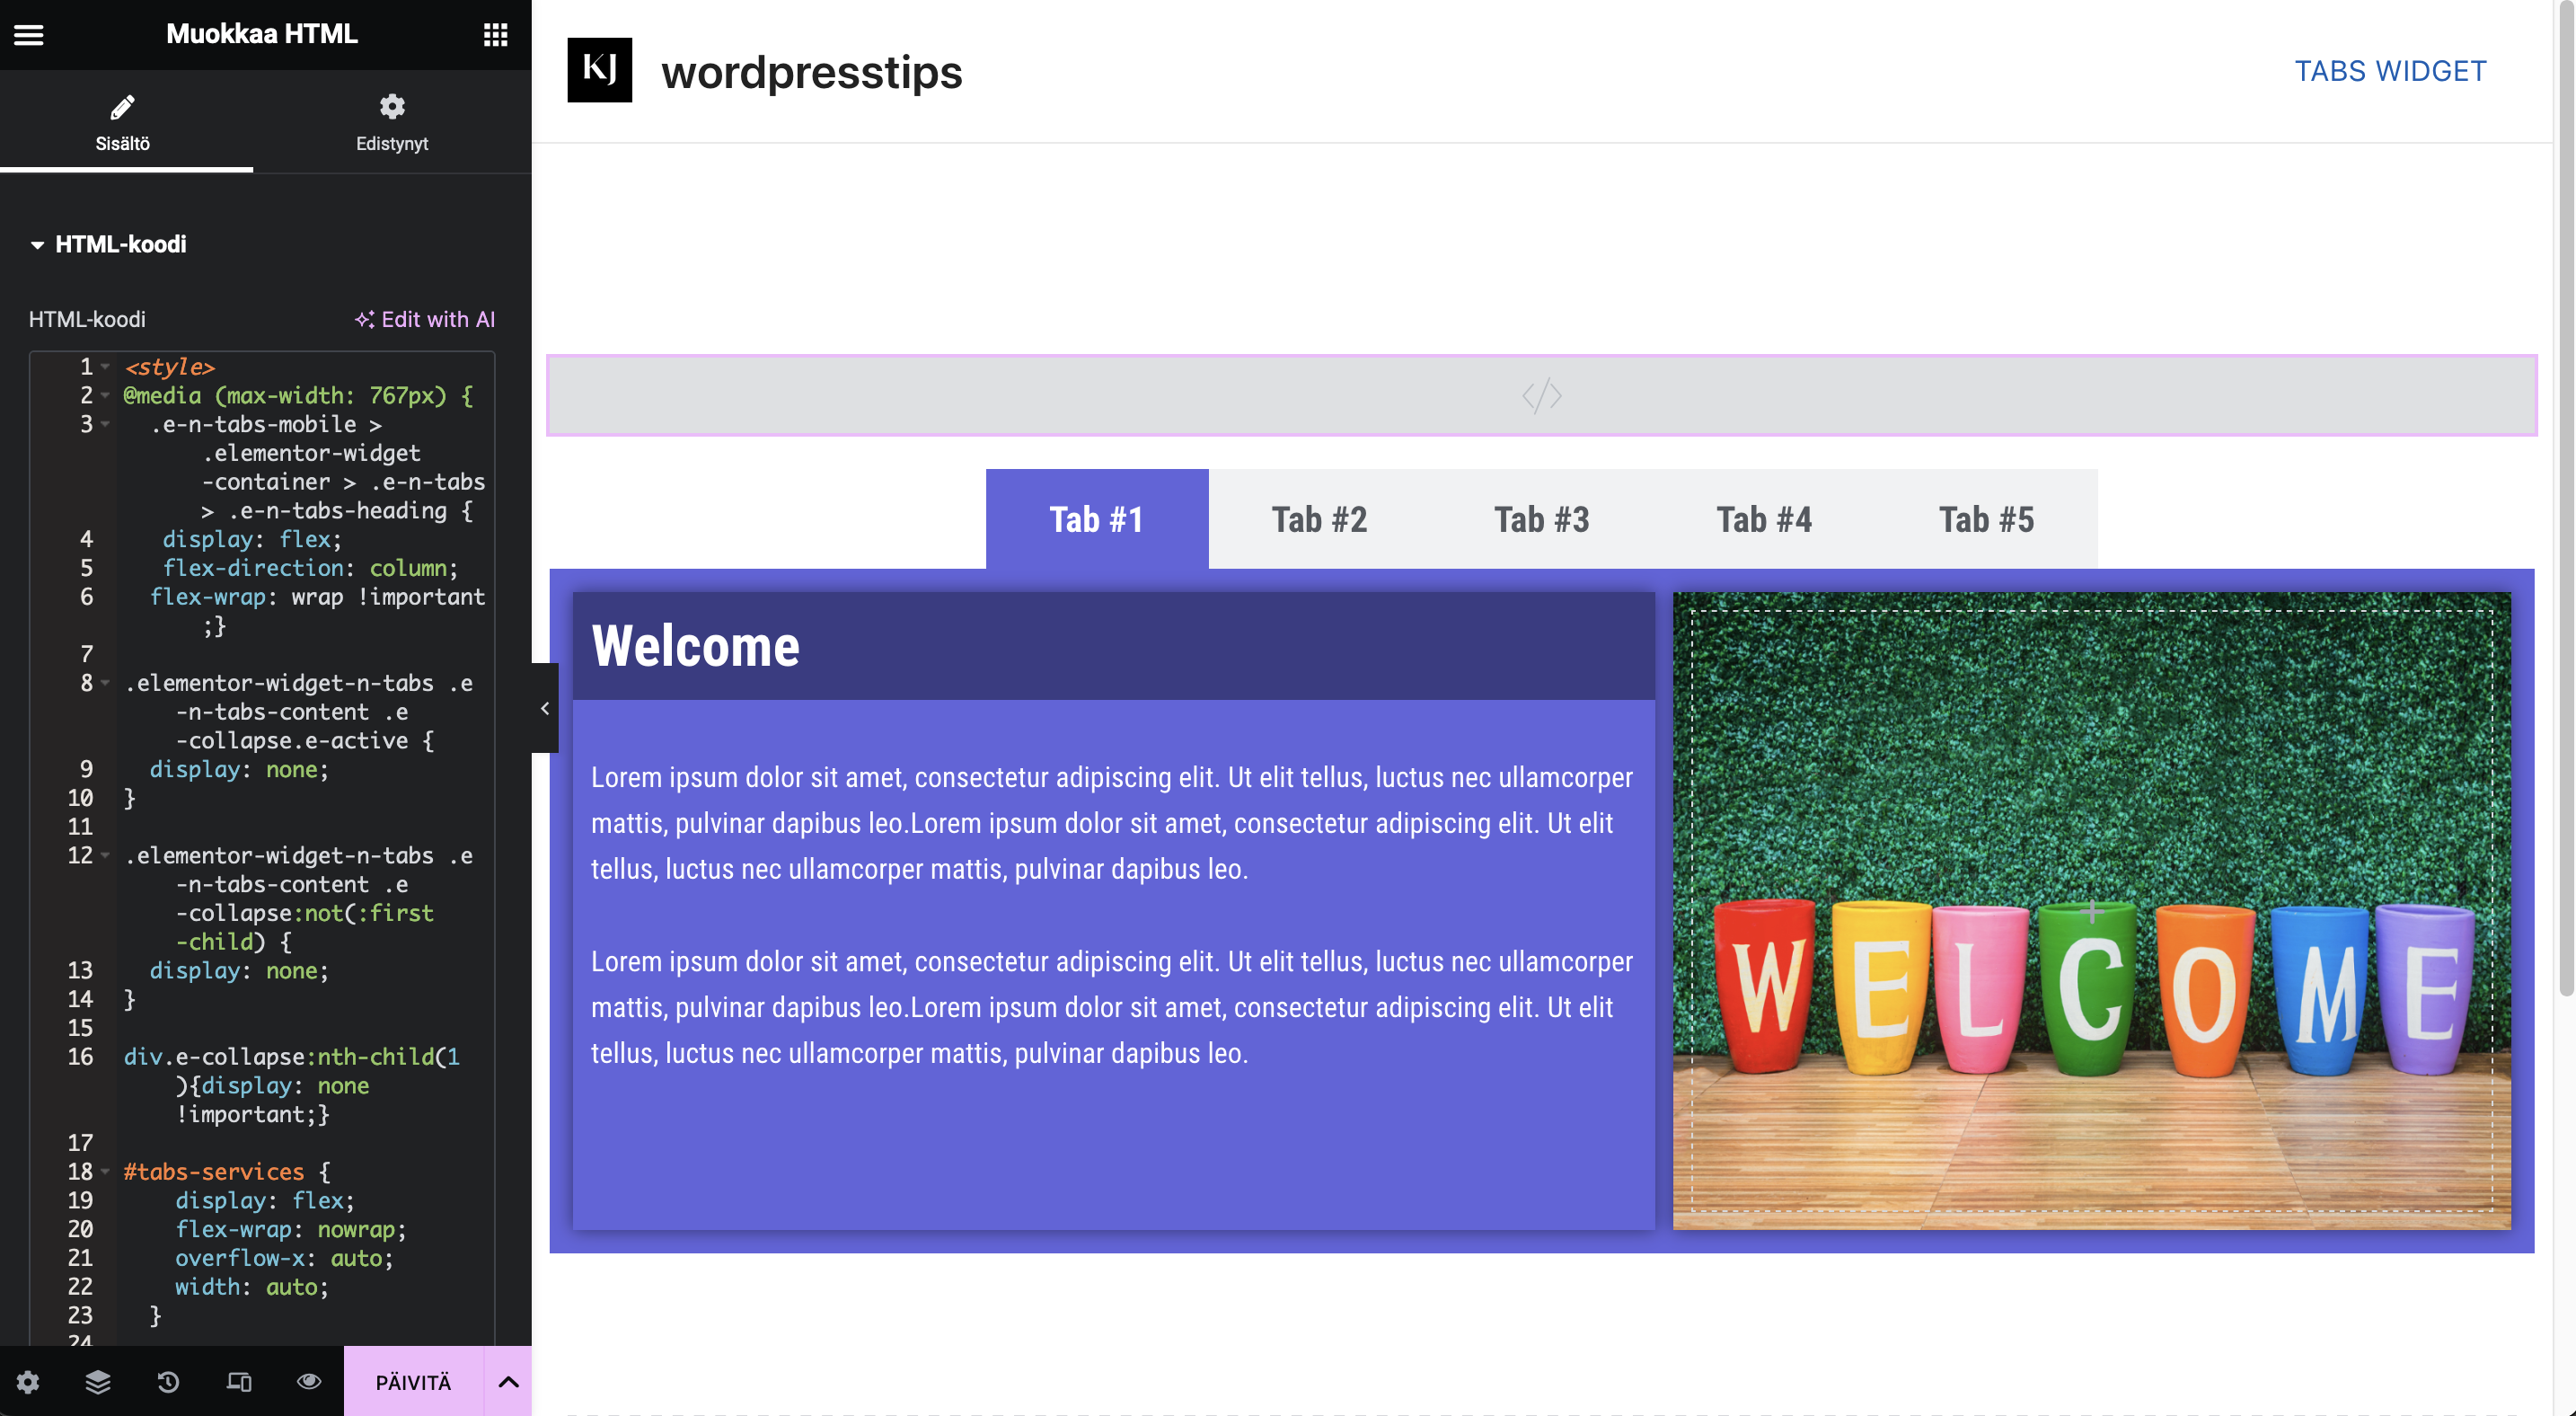 Muokkaa HTML
Sisältö
Edistynyt
HTML-koodi
HTML-koodi
Edit with AI
1 <style>
2 @media (max-width: 767px) {
3 .e-n-tabs-mobile >
.elementor-widget
-container > .e-n-tabs
> .e-n-tabs-heading {
4 display: flex;
5 flex-direction: column;
6 flex-wrap: wrap !important
;}
7
8 .elementor-widget-n-tabs .e
-n-tabs-content .e
-collapse.e-active {
9 display: none;
10 }
11
12 .elementor-widget-n-tabs .e
-n-tabs-content .e
-collapse:not(:first
-child) {
13 display: none;
14 }
15
16 div.e-collapse:nth-child(1
){display: none
!important;}
17
18 #tabs-services {
19 display: flex;
20 flex-wrap: nowrap;
21 overflow-x: auto;
22 width: auto;
23 }
24
PÄIVITÄ
KJ
wordpresstips
TABS WIDGET
</>
Tab #1
Tab #2
Tab #3
Tab #4
Tab #5
Welcome
Lorem ipsum dolor sit amet, consectetur adipiscing elit. Ut elit tellus, luctus nec ullamcorper
mattis, pulvinar dapibus leo.Lorem ipsum dolor sit amet, consectetur adipiscing elit. Ut elit
tellus, luctus nec ullamcorper mattis, pulvinar dapibus leo.
Lorem ipsum dolor sit amet, consectetur adipiscing elit. Ut elit tellus, luctus nec ullamcorper
mattis, pulvinar dapibus leo.Lorem ipsum dolor sit amet, consectetur adipiscing elit. Ut elit
tellus, luctus nec ullamcorper mattis, pulvinar dapibus leo.
WELCOME